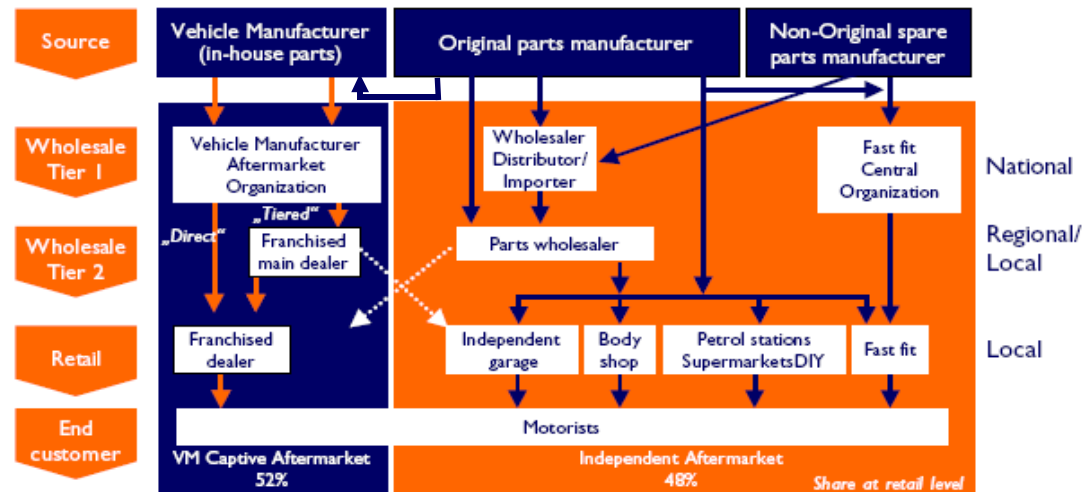 Source
Vehicle Manufacturer
(in-house parts)
Original parts manufacturer
Non-Original spare
parts manufacturer
Wholesale
Tier 1
Vehicle Manufacturer
Aftermarket
Organization
Wholesaler
Distributor/
Importer
Fast fit
Central
Organization
National
„Direct“
„Tiered“
Wholesale
Tier 2
Franchised
main dealer
Parts wholesaler
Regional/
Local
Retail
Franchised
dealer
Independent
garage
Body
shop
Petrol stations
SupermarketsDIY
Fast fit
Local
End
customer
Motorists
VM Captive Aftermarket
52%
Independent Aftermarket
48%
Share at retail level